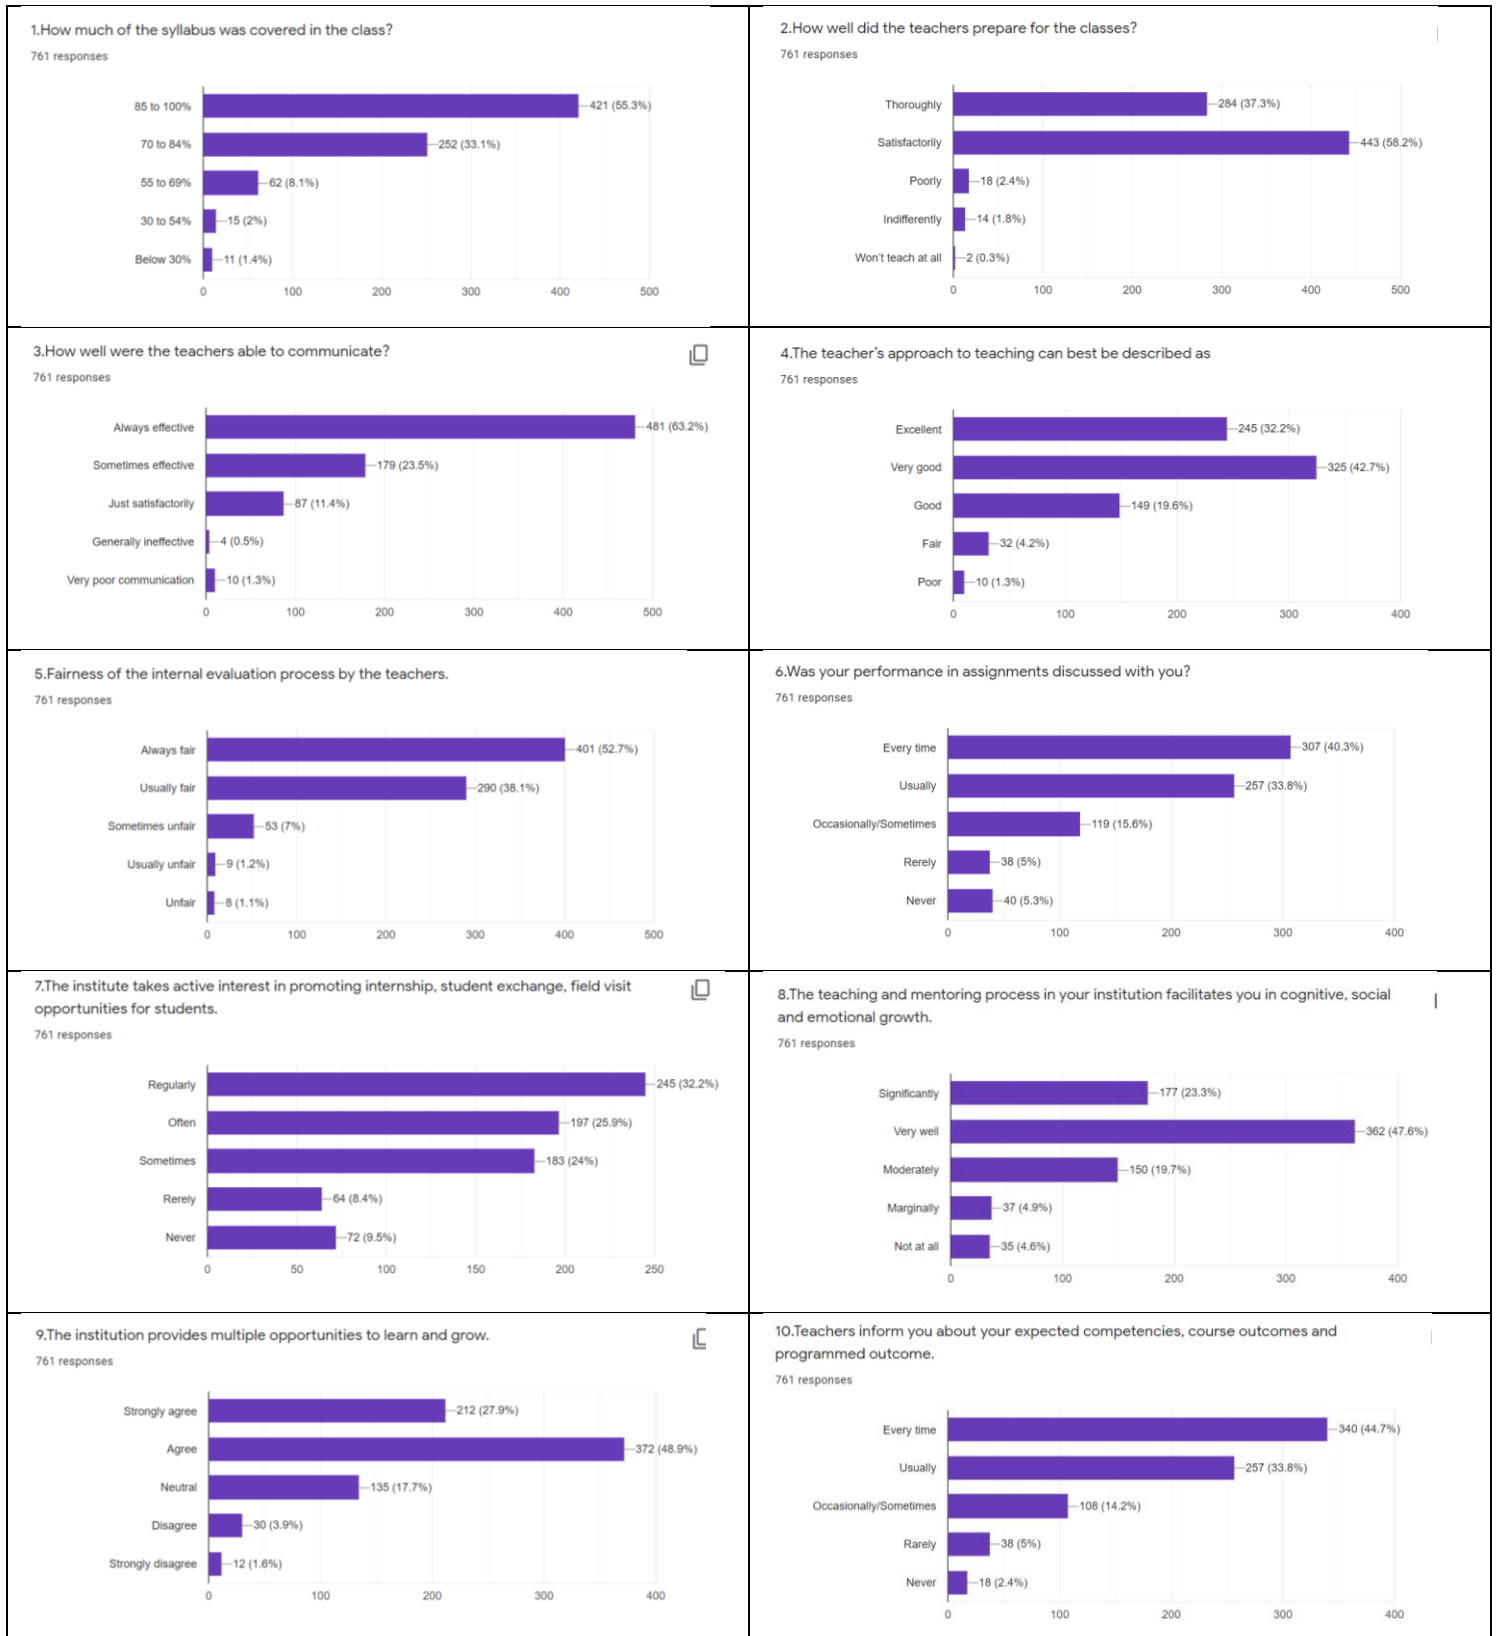 1.How much of the syllabus was covered in the class?
761 responses
85 to 100%
421 (55.3%)
70 to 84%
252 (33.1%)
55 to 69%
62 (8.1%)
30 to 54%
15 (2%)
Below 30%
11 (1.4%)
0 100 200 300 400 500
2.How well did the teachers prepare for the classes?
761 responses
Thoroughly
284 (37.3%)
Satisfactorily
443 (58.2%)
Poorly
18 (2.4%)
Indifferently
14 (1.8%)
Won't teach at all
2 (0.3%)
0 100 200 300 400 500
3.How well were the teachers able to communicate?
761 responses
Always effective
481 (63.2%)
Sometimes effective
179 (23.5%)
Just satisfactorily
87 (11.4%)
Generally ineffective
4 (0.5%)
Very poor communication
10 (1.3%)
0 100 200 300 400 500
4.The teacher's approach to teaching can best be described as
761 responses
Excellent
245 (32.2%)
Very good
325 (42.7%)
Good
149 (19.6%)
Fair
32 (4.2%)
Poor
10 (1.3%)
0 100 200 300 400
5.Fairness of the internal evaluation process by the teachers.
761 responses
Always fair
401 (52.7%)
Usually fair
290 (38.1%)
Sometimes unfair
53 (7%)
Usually unfair
9 (1.2%)
Unfair
8 (1.1%)
0 100 200 300 400 500
6.Was your performance in assignments discussed with you?
761 responses
Every time
307 (40.3%)
Usually
257 (33.8%)
Occasionally/Sometimes
119 (15.6%)
Rerely
38 (5%)
Never
40 (5.3%)
0 100 200 300 400
7.The institute takes active interest in promoting internship, student exchange, field visit
opportunities for students.
761 responses
Regularly
245 (32.2%)
Often
197 (25.9%)
Sometimes
183 (24%)
Rerely
64 (8.4%)
Never
72 (9.5%)
0 50 100 150 200 250
8.The teaching and mentoring process in your institution facilitates you in cognitive, social
and emotional growth.
761 responses
Significantly
177 (23.3%)
Very well
362 (47.6%)
Moderately
150 (19.7%)
Marginally
37 (4.9%)
Not at all
35 (4.6%)
0 100 200 300 400
9.The institution provides multiple opportunities to learn and grow.
761 responses
Strongly agree
212 (27.9%)
Agree
372 (48.9%)
Neutral
135 (17.7%)
Disagree
30 (3.9%)
Strongly disagree
12 (1.6%)
0 100 200 300 400
10.Teachers inform you about your expected competencies, course outcomes and
programmed outcome.
761 responses
Every time
340 (44.7%)
Usually
257 (33.8%)
Occasionally/Sometimes
108 (14.2%)
Rarely
38 (5%)
Never
18 (2.4%)
0 100 200 300 400